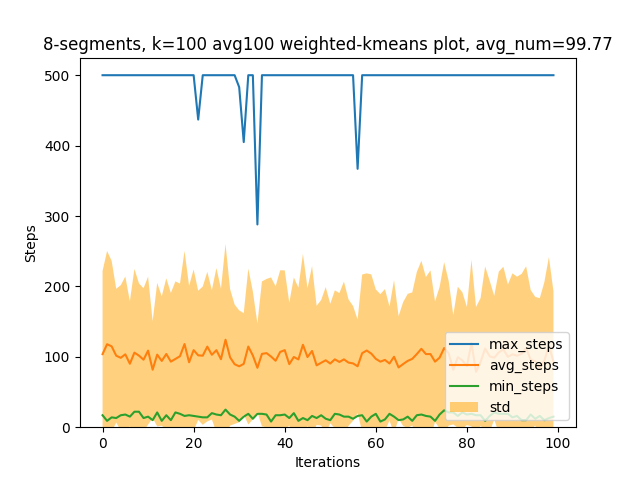 8-segments, k=100 avg100 weighted-kmeans plot, avg_num=99.77
500
400
300
200
100
0
Steps
max_steps
avg_steps
min_steps
std
0
20
40
60
80
100
Iterations